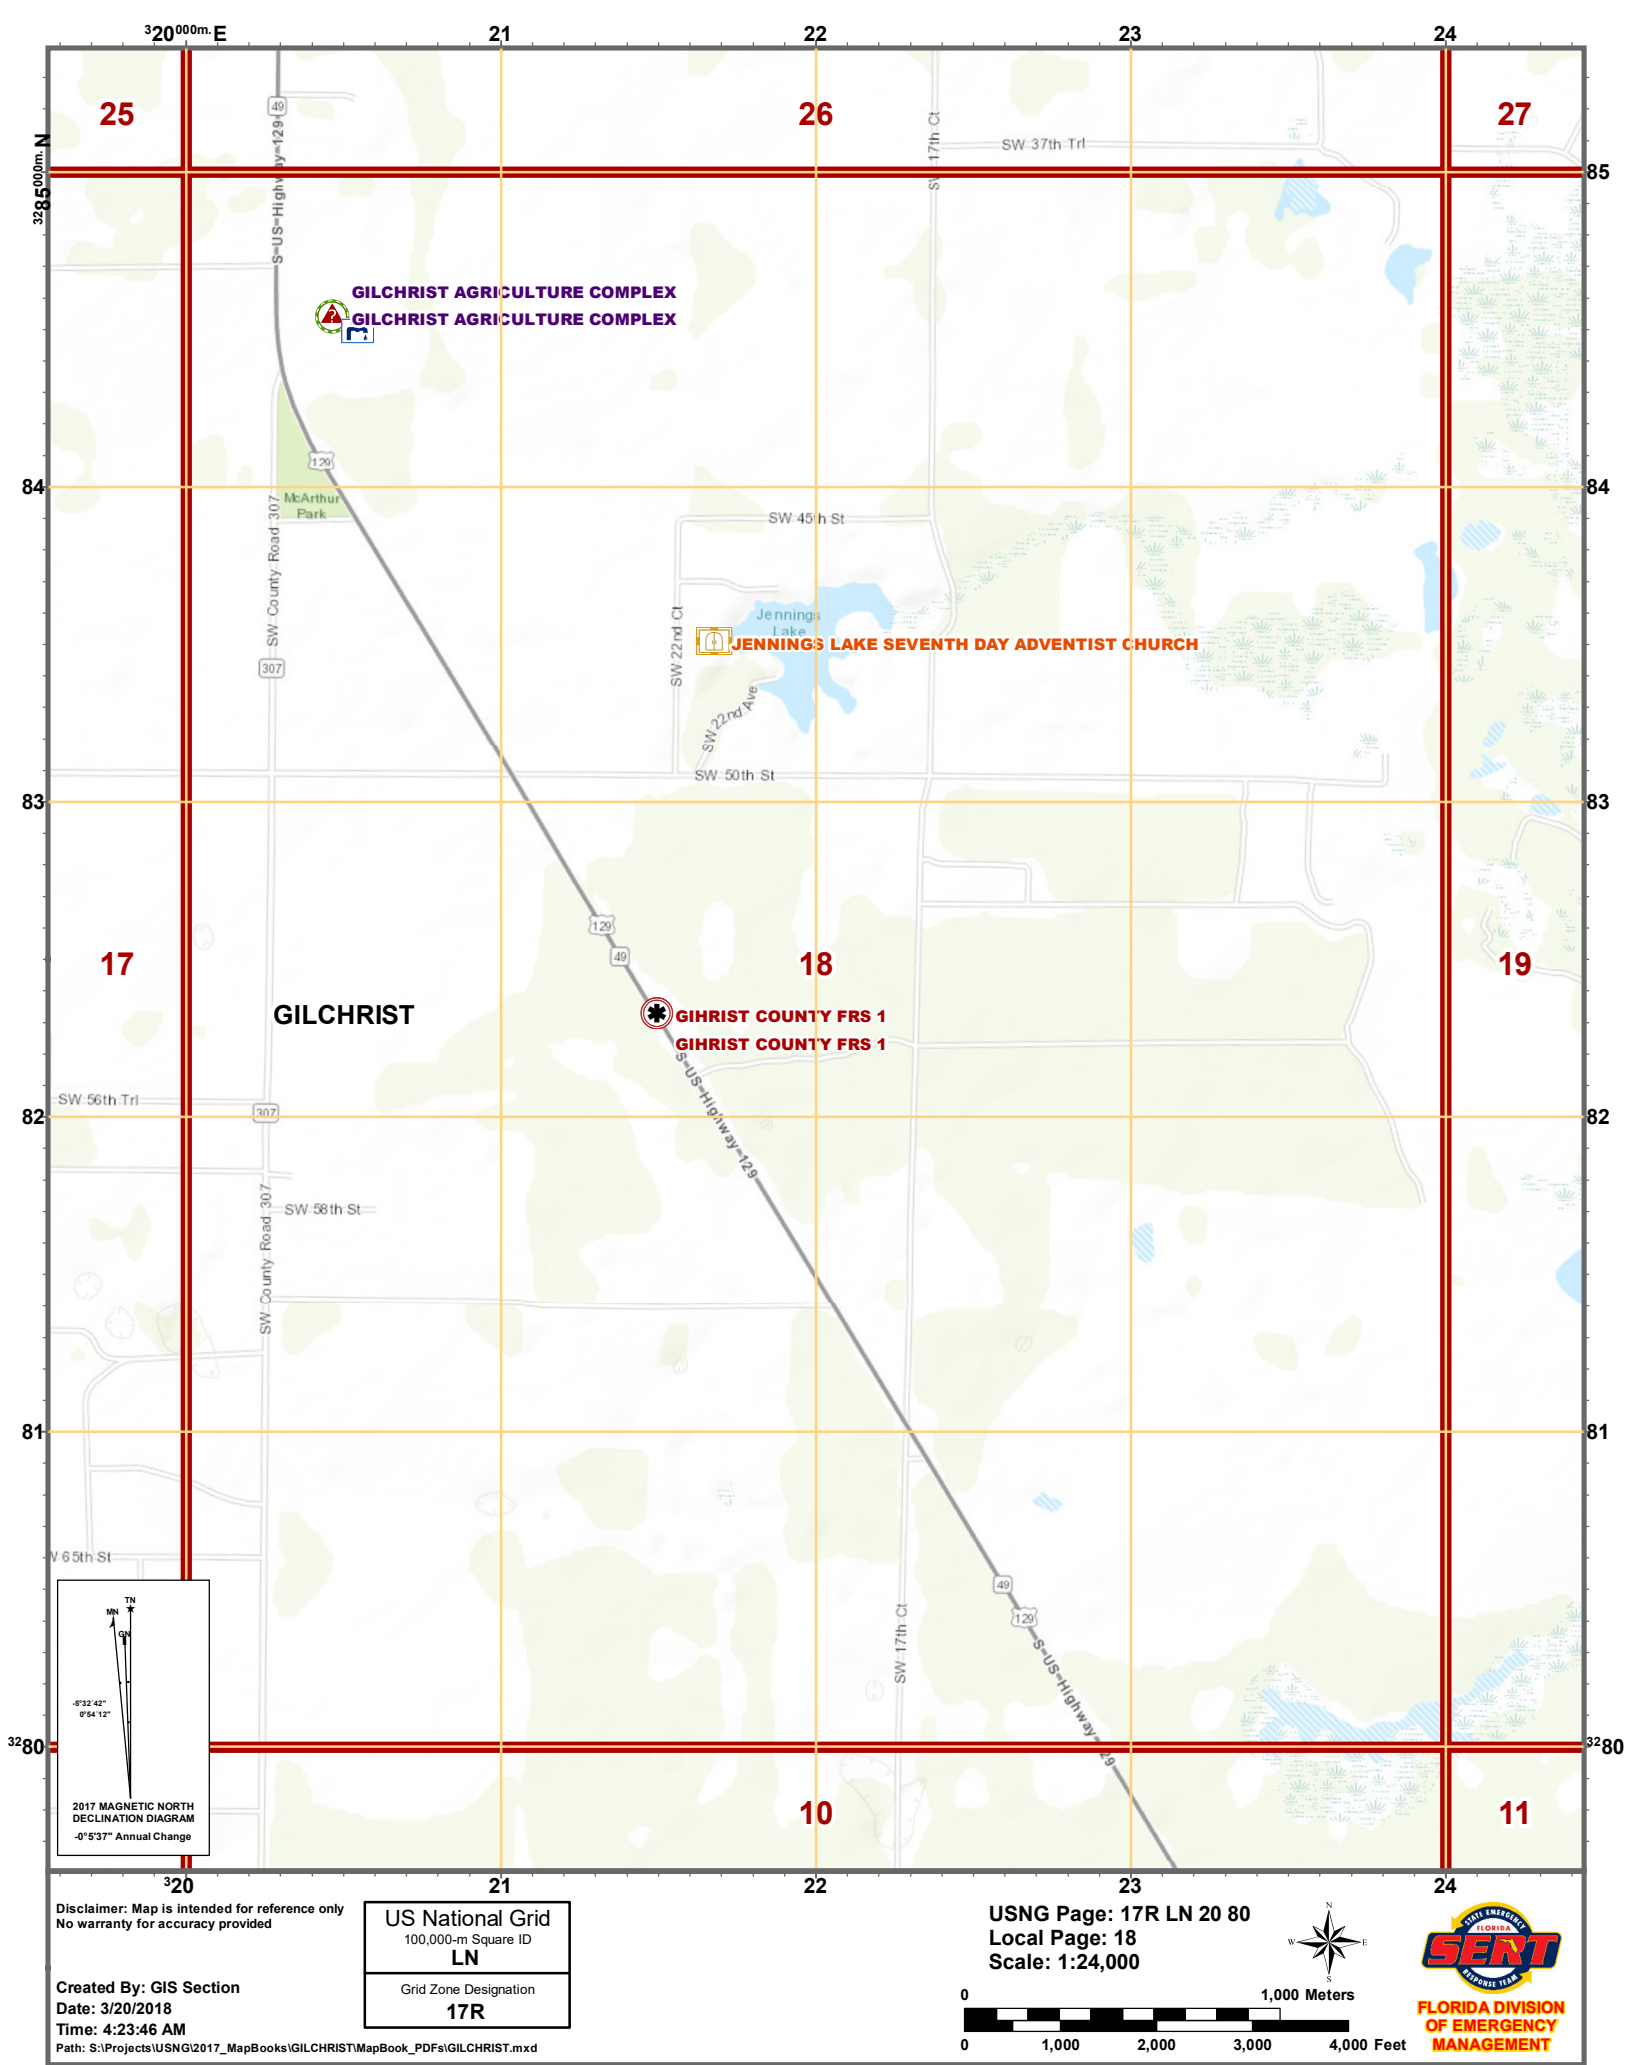 320000m. E 21 22 23 24
25 26 27
3285000m. N
85
49
S-US-Highway-129
SW 17th Ct
SW 37th Trl
GILCHRIST AGRICULTURE COMPLEX
GILCHRIST AGRICULTURE COMPLEX
?
129
84 84
McArthur
Park
SW County Road 307
SW 45th St
Jennings
Lake
SW 22nd Ct
JENNINGS LAKE SEVENTH DAY ADVENTIST CHURCH
307
SW 22nd Ave
SW 50th St
83 83
129
49
17 18 19
GILCHRIST
GIHRIST COUNTY FRS 1
GIHRIST COUNTY FRS 1
S-US-Highway-129
SW 56th Trl
307
82 82
SW County Road 307
SW 58th St
81 81
W 65th St
49
129
SW 17th Ct
S-US-Highway-129
TN
MN
GN
-5°32'42"
0°54'12"
2017 MAGNETIC NORTH
DECLINATION DIAGRAM
-0°5'37" Annual Change
3280 3280
10 11
320 21 22 23 24
Disclaimer: Map is intended for reference only
No warranty for accuracy provided
Created By: GIS Section
Date: 3/20/2018
Time: 4:23:46 AM
Path: S:\Projects\USNG\2017_MapBooks\GILCHRIST\MapBook_PDFs\GILCHRIST.mxd
US National Grid
100,000-m Square ID
LN
Grid Zone Designation
17R
USNG Page: 17R LN 20 80
Local Page: 18
Scale: 1:24,000
N
W E
S
0 1,000 Meters
0 1,000 2,000 3,000 4,000 Feet
STATE EMERGENCY
FLORIDA
SERT
RESPONSE TEAM
FLORIDA DIVISION
OF EMERGENCY
MANAGEMENT